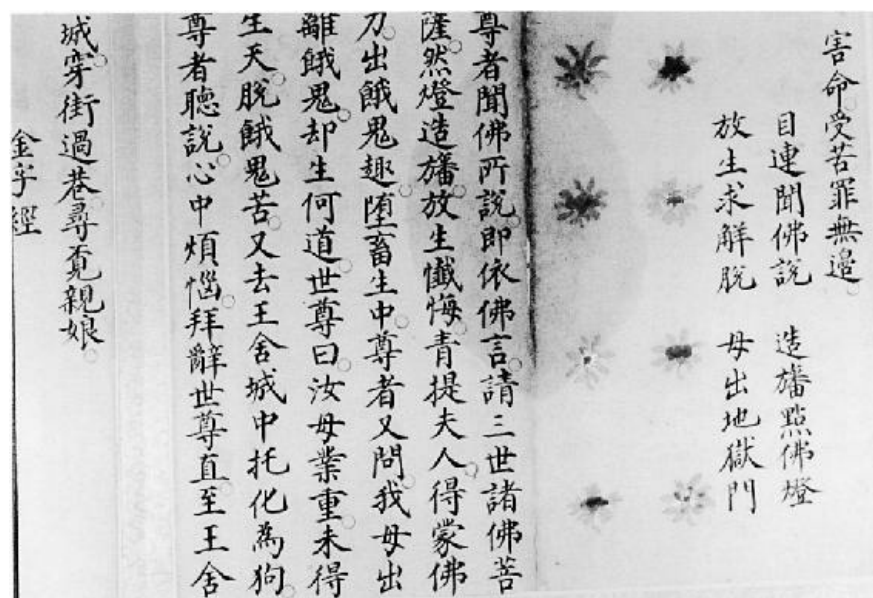 害命受苦罪無邊
目連聞佛說 造旛點佛燈
放生求解脫 母出地獄門
尊者聞佛所說即依佛言請三世諸佛菩
薩然燈造旛放生懺悔青提夫人得蒙佛
力出餓鬼趣墮畜生中尊者又問我母出
離餓鬼却生何道世尊曰汝母業重未得
生天脫餓鬼苦又去王舍城中托化為狗
尊者聽說心中煩惱拜辭世尊直至王舍
城穿街過巷尋覔親娘
金字經